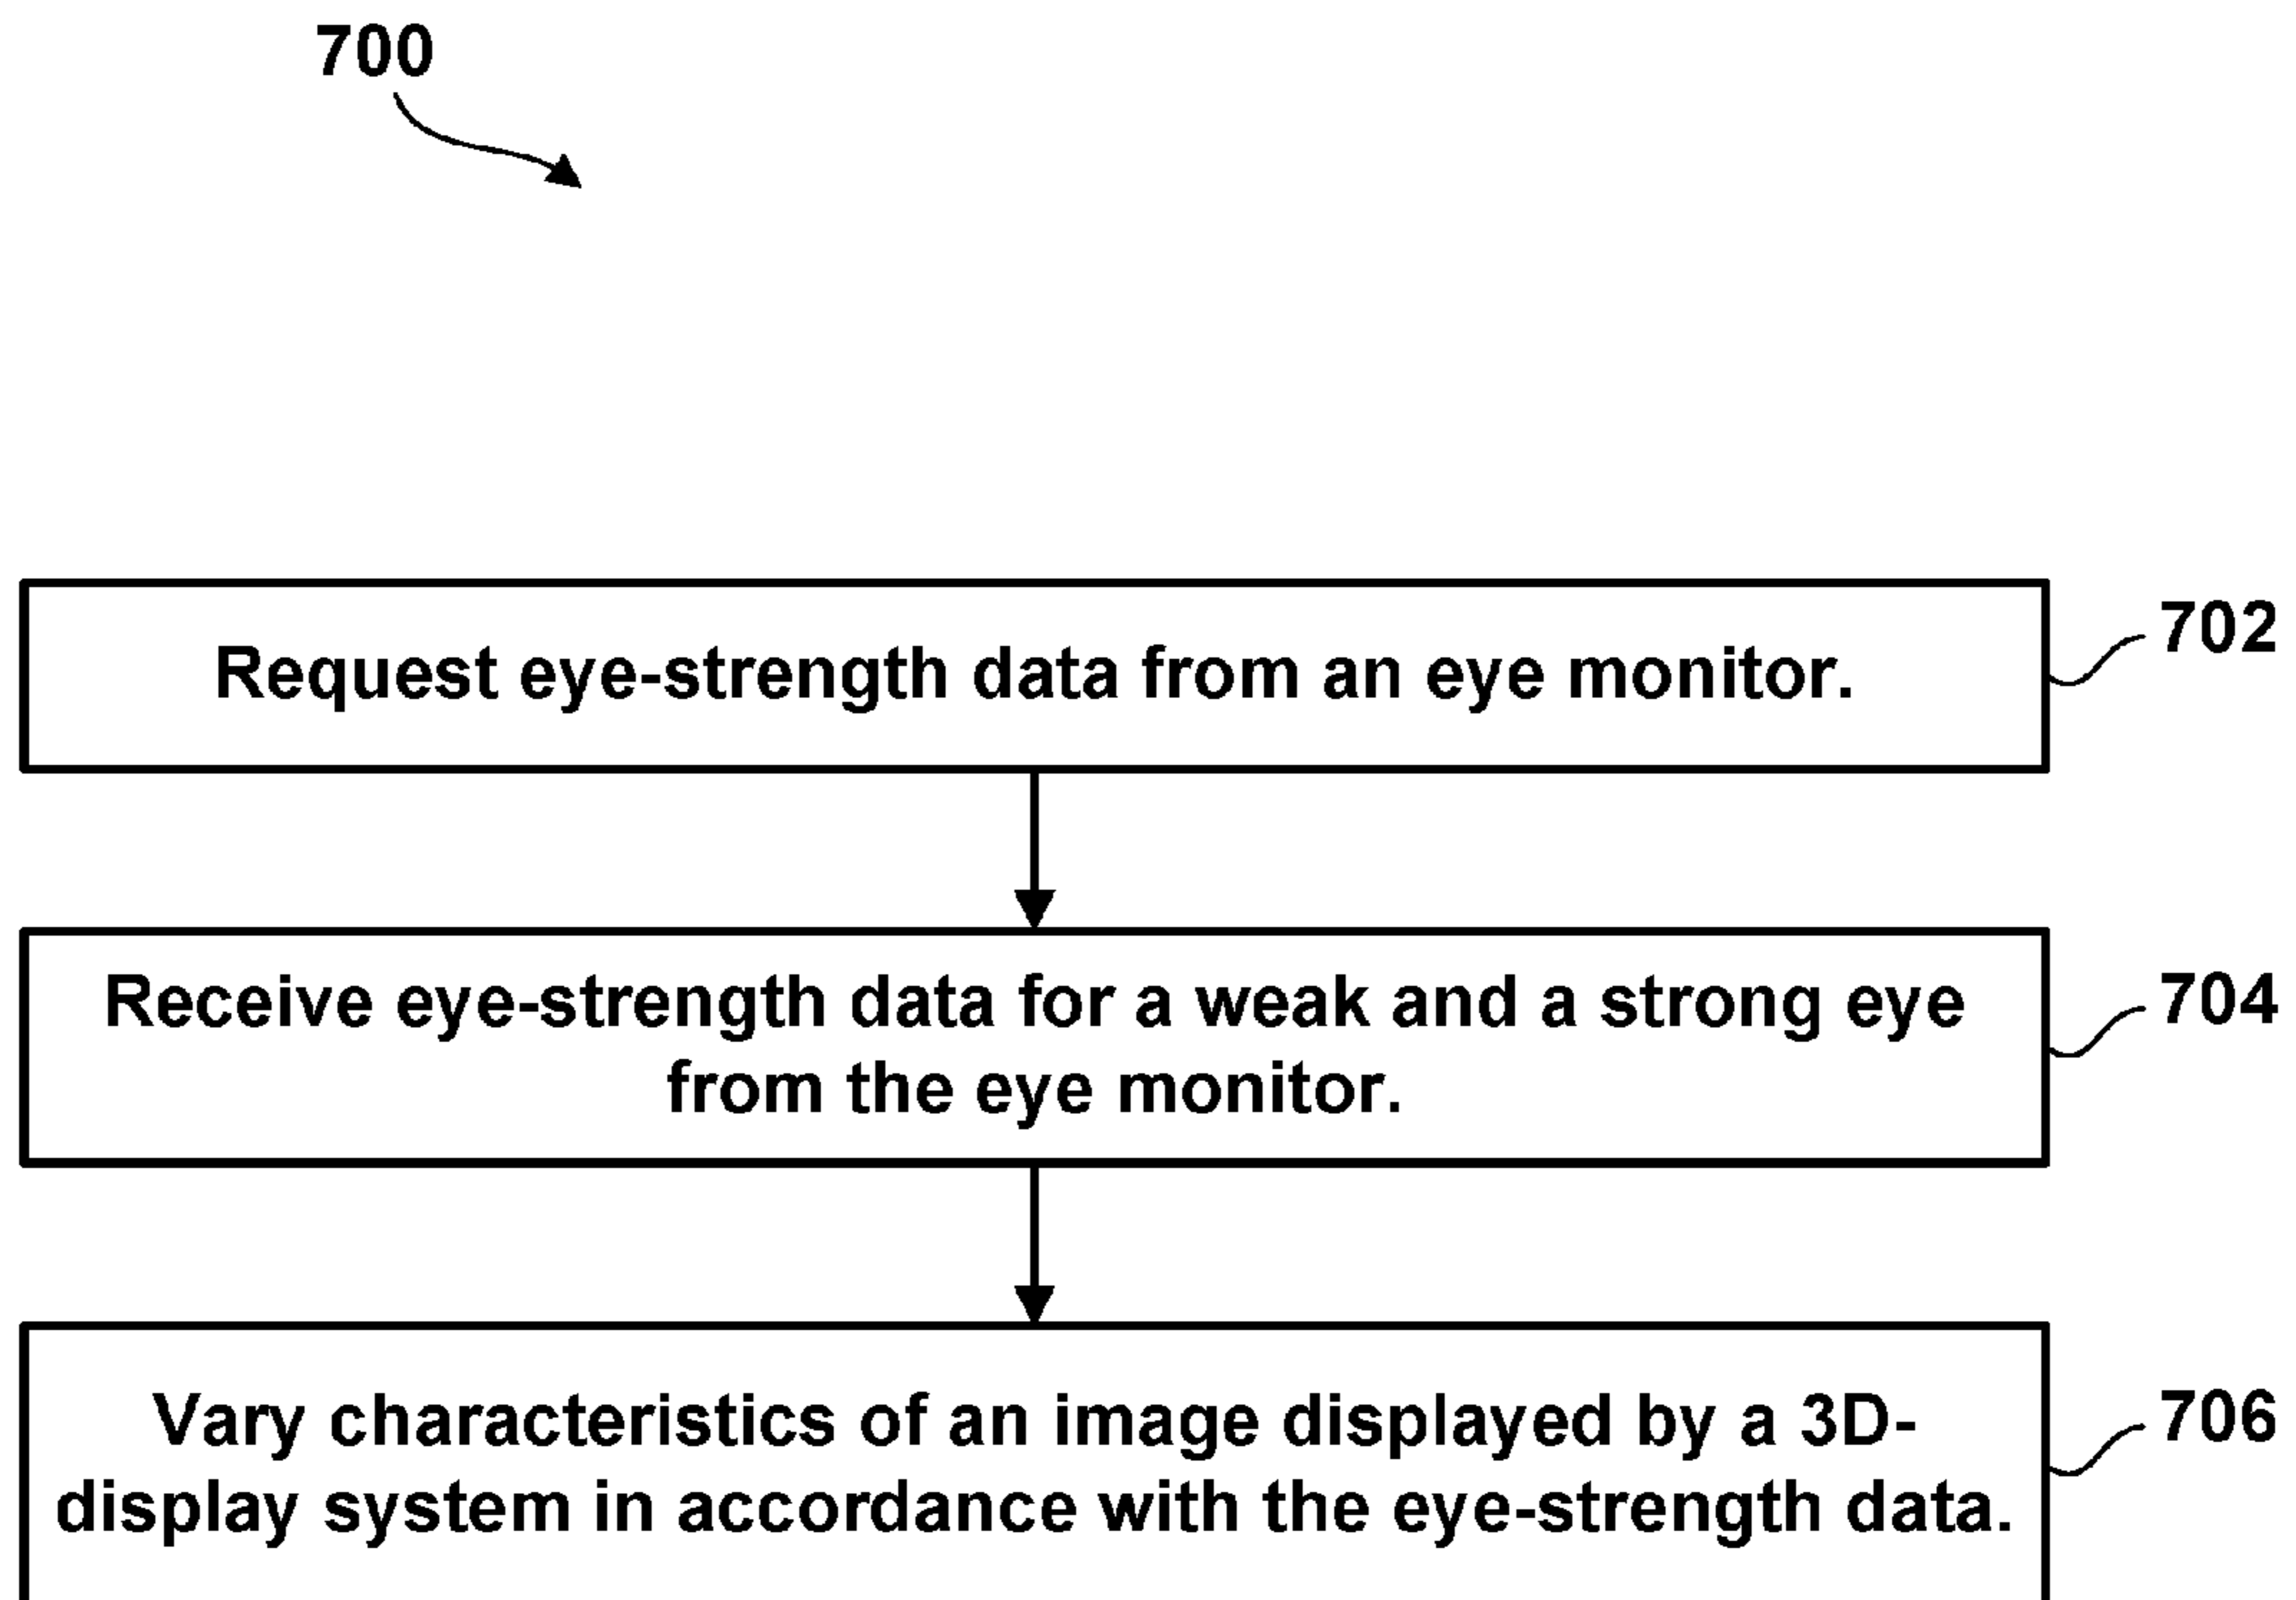 700
Request eye-strength data from an eye monitor.
702
Receive eye-strength data for a weak and a strong eye
from the eye monitor.
704
Vary characteristics of an image displayed by a 3D-
display system in accordance with the eye-strength data.
706